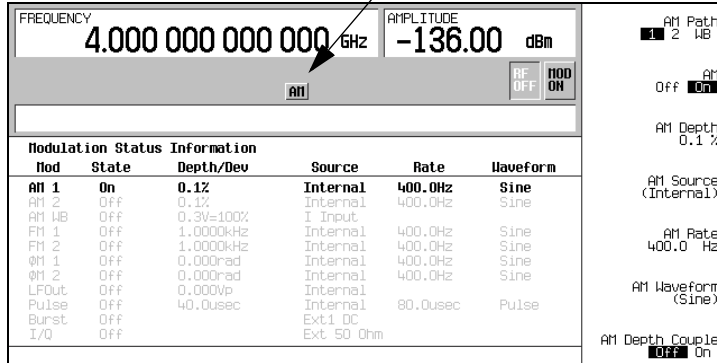 FREQUENCY
4.000 000 000 000 GHz
AMPLITUDE
-136.00 dBm
AM
RF OFF
MOD ON
Modulation Status Information
Mod State Depth/Dev Source Rate Waveform
AM 1 On 0.1% Internal 400.0Hz Sine
AM 2 Off 0.1% Internal 400.0Hz Sine
AM WB Off 0.3V=100% I Input
FM 1 Off 1.0000kHz Internal 400.0Hz Sine
FM 2 Off 1.0000kHz Internal 400.0Hz Sine
ΦM 1 Off 0.000rad Internal 400.0Hz Sine
ΦM 2 Off 0.000rad Internal 400.0Hz Sine
LFOut Off 0.000Vp Internal
Pulse Off 40.0usec Internal 80.0usec Pulse
Burst Off Ext1 DC
I/Q Off Ext 50 Ohm
AM Path
1 2 WB
AM
Off On
AM Depth
0.1 %
AM Source
(Internal)
AM Rate
400.0 Hz
AM Waveform
(Sine)
AM Depth Couple
Off On